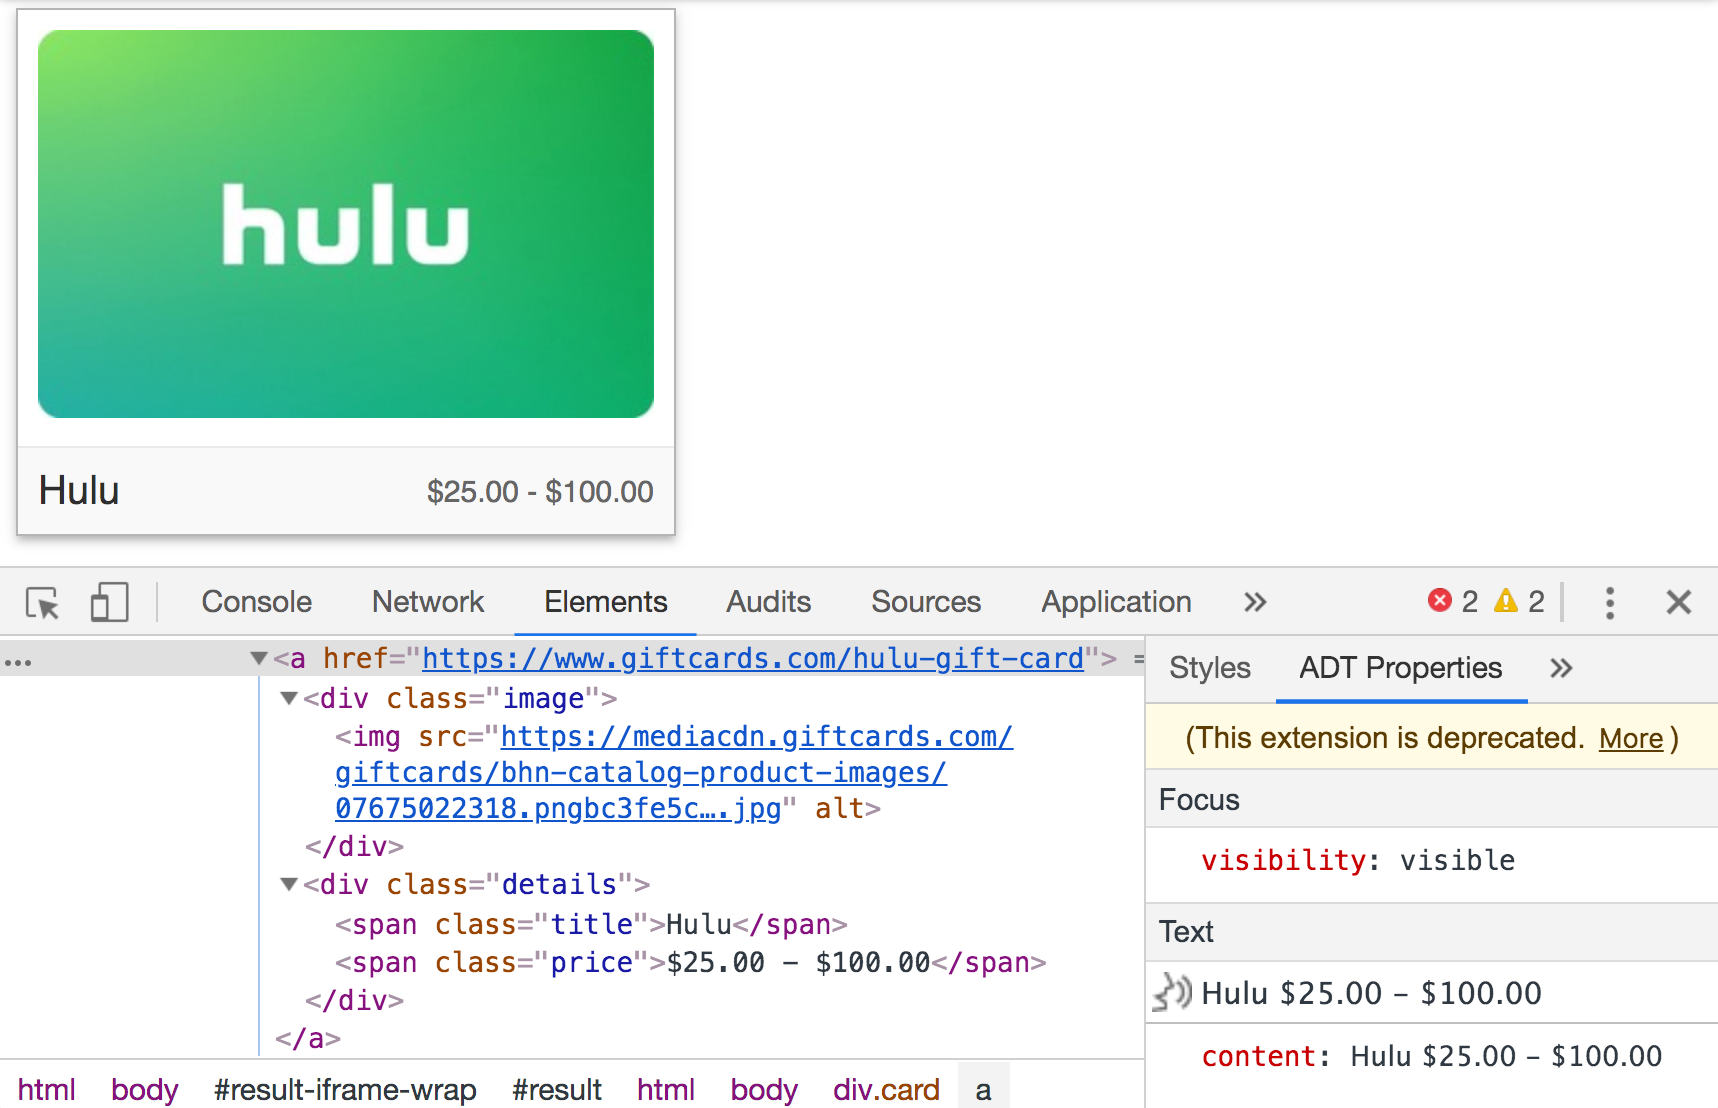 hulu
Hulu $25.00 - $100.00
Console Network Elements Audits Sources Application » 2 2
... ▼<a href="https://www.giftcards.com/hulu-gift-card"> =
▼<div class="image">
<img src="https://mediacdn.giftcards.com/
giftcards/bhn-catalog-product-images/
07675022318.pngbc3fe5c….jpg" alt>
</div>
▼<div class="details">
<span class="title">Hulu</span>
<span class="price">$25.00 – $100.00</span>
</div>
</a>
html body #result-iframe-wrap #result html body div.card a
Styles ADT Properties »
(This extension is deprecated. More )
Focus
visibility: visible
Text
Hulu $25.00 – $100.00
content: Hulu $25.00 – $100.00